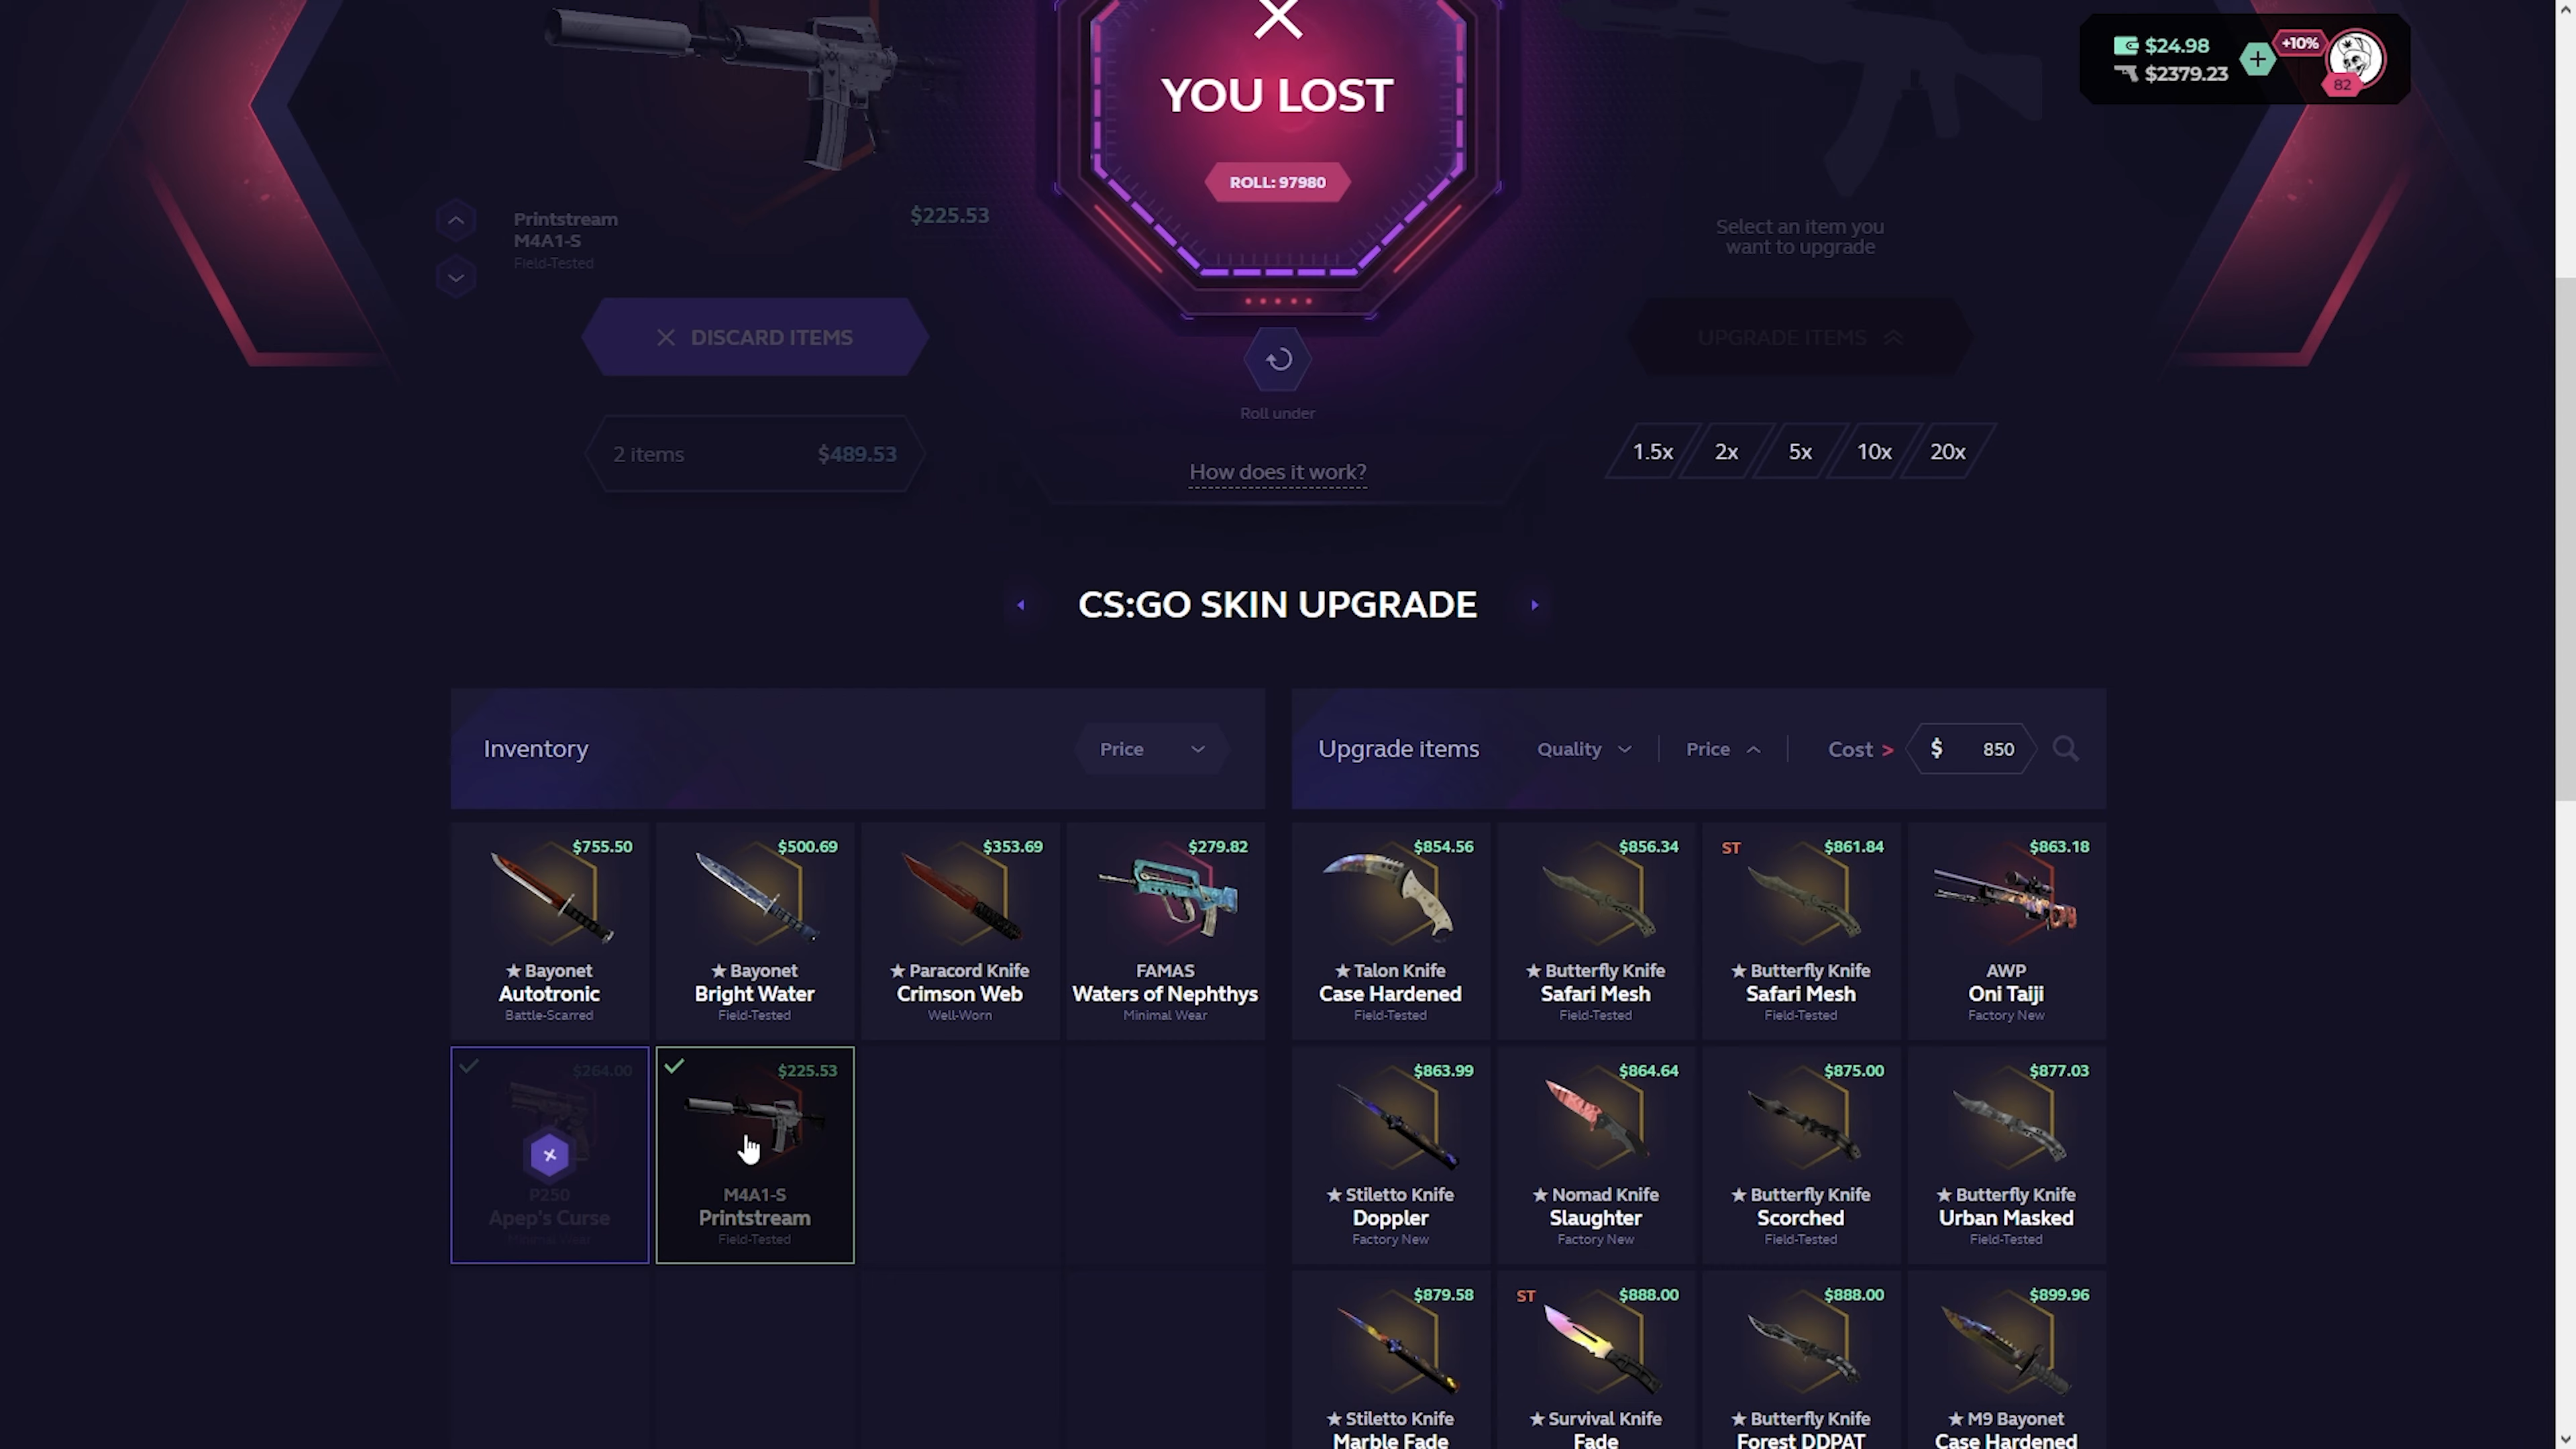 $24.98
+10%
$2379.23
82
YOU LOST
ROLL: 97980
Printstream
M4A1-S
Field-Tested
$225.53
Select an item you
want to upgrade
DISCARD ITEMS
UPGRADE ITEMS
Roll under
2 items $489.53
How does it work?
1.5x 2x 5x 10x 20x
CS:GO SKIN UPGRADE
Inventory
Price
Upgrade items
Quality
Price
Cost >
$ 850
$755.50
★ Bayonet
Autotronic
Battle-Scarred
$500.69
★ Bayonet
Bright Water
Field-Tested
$353.69
★ Paracord Knife
Crimson Web
Well-Worn
$279.82
FAMAS
Waters of Nephthys
Minimal Wear
$264.00
P250
Apep's Curse
Minimal Wear
$225.53
M4A1-S
Printstream
Field-Tested
$854.56
★ Talon Knife
Case Hardened
Field-Tested
$856.34
★ Butterfly Knife
Safari Mesh
Field-Tested
ST
$861.84
★ Butterfly Knife
Safari Mesh
Field-Tested
$863.18
AWP
Oni Taiji
Factory New
$863.99
★ Stiletto Knife
Doppler
Factory New
$864.64
★ Nomad Knife
Slaughter
Factory New
$875.00
★ Butterfly Knife
Scorched
Field-Tested
$877.03
★ Butterfly Knife
Urban Masked
Field-Tested
$879.58
★ Stiletto Knife
Marble Fade
ST
$888.00
★ Survival Knife
Fade
$888.00
★ Butterfly Knife
Forest DDPAT
$899.96
★ M9 Bayonet
Case Hardened